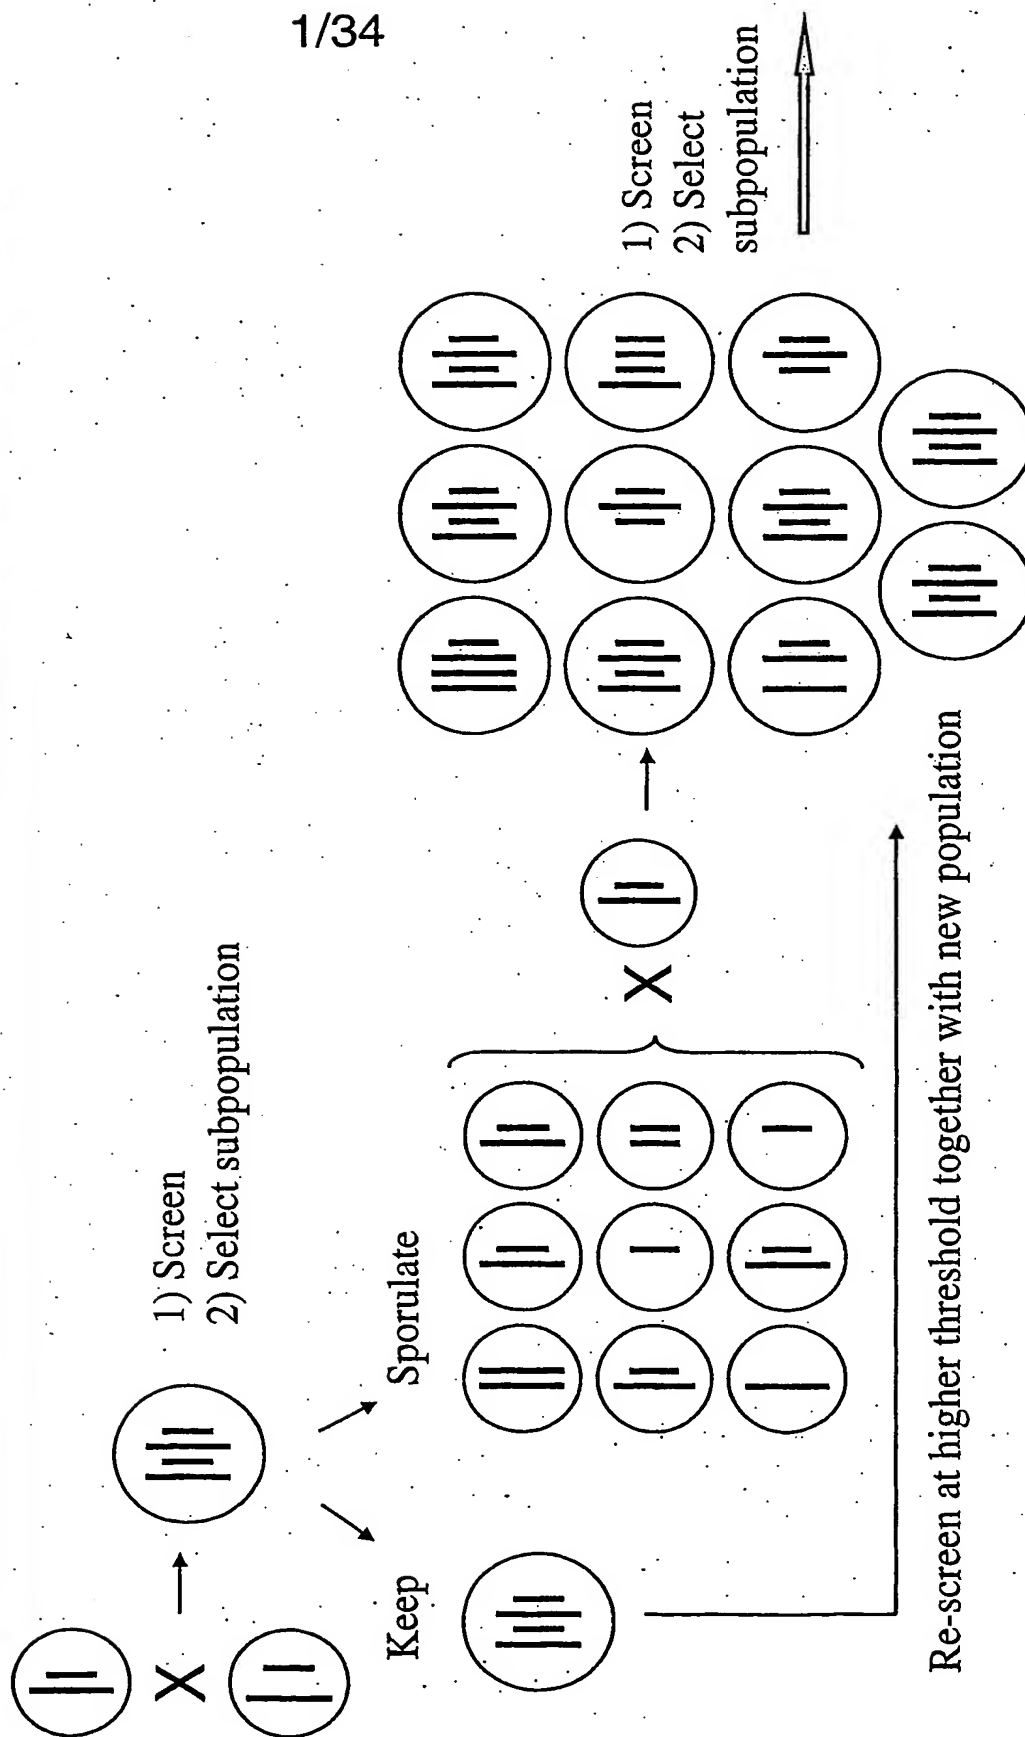 1/34
X
1) Screen
2) Select subpopulation
Keep
Sporulate
X
1) Screen
2) Select
subpopulation
Re-screen at higher threshold together with new population